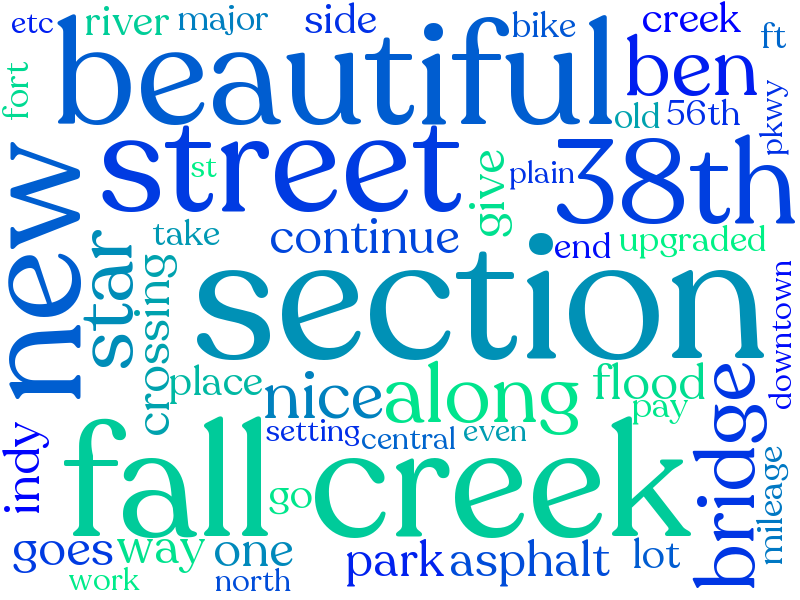 etc river major side bike creek ft
beautiful ben
fort old 56th pkwy
street st 38th
give plain
new take continue end upgraded
star crossing section downtown
place nice along flood pay
setting central even
indy fall creek go bridge mileage
goes way one park asphalt lot
work north